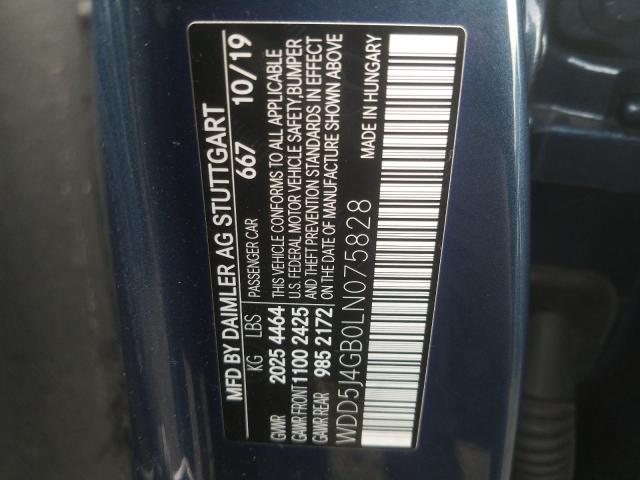 MFD BY DAIMLER AG STUTTGART 667 10/19
KG LBS PASSENGER CAR
GVWR 2025 4464 THIS VEHICLE CONFORMS TO ALL APPLICABLE
GAWR FRONT 1100 2425 U.S. FEDERAL MOTOR VEHICLE SAFETY,BUMPER
GAWR REAR 985 2172 AND THEFT PREVENTION STANDARDS IN EFFECT
ON THE DATE OF MANUFACTURE SHOWN ABOVE
WDD5J4GB0LN075828 MADE IN HUNGARY